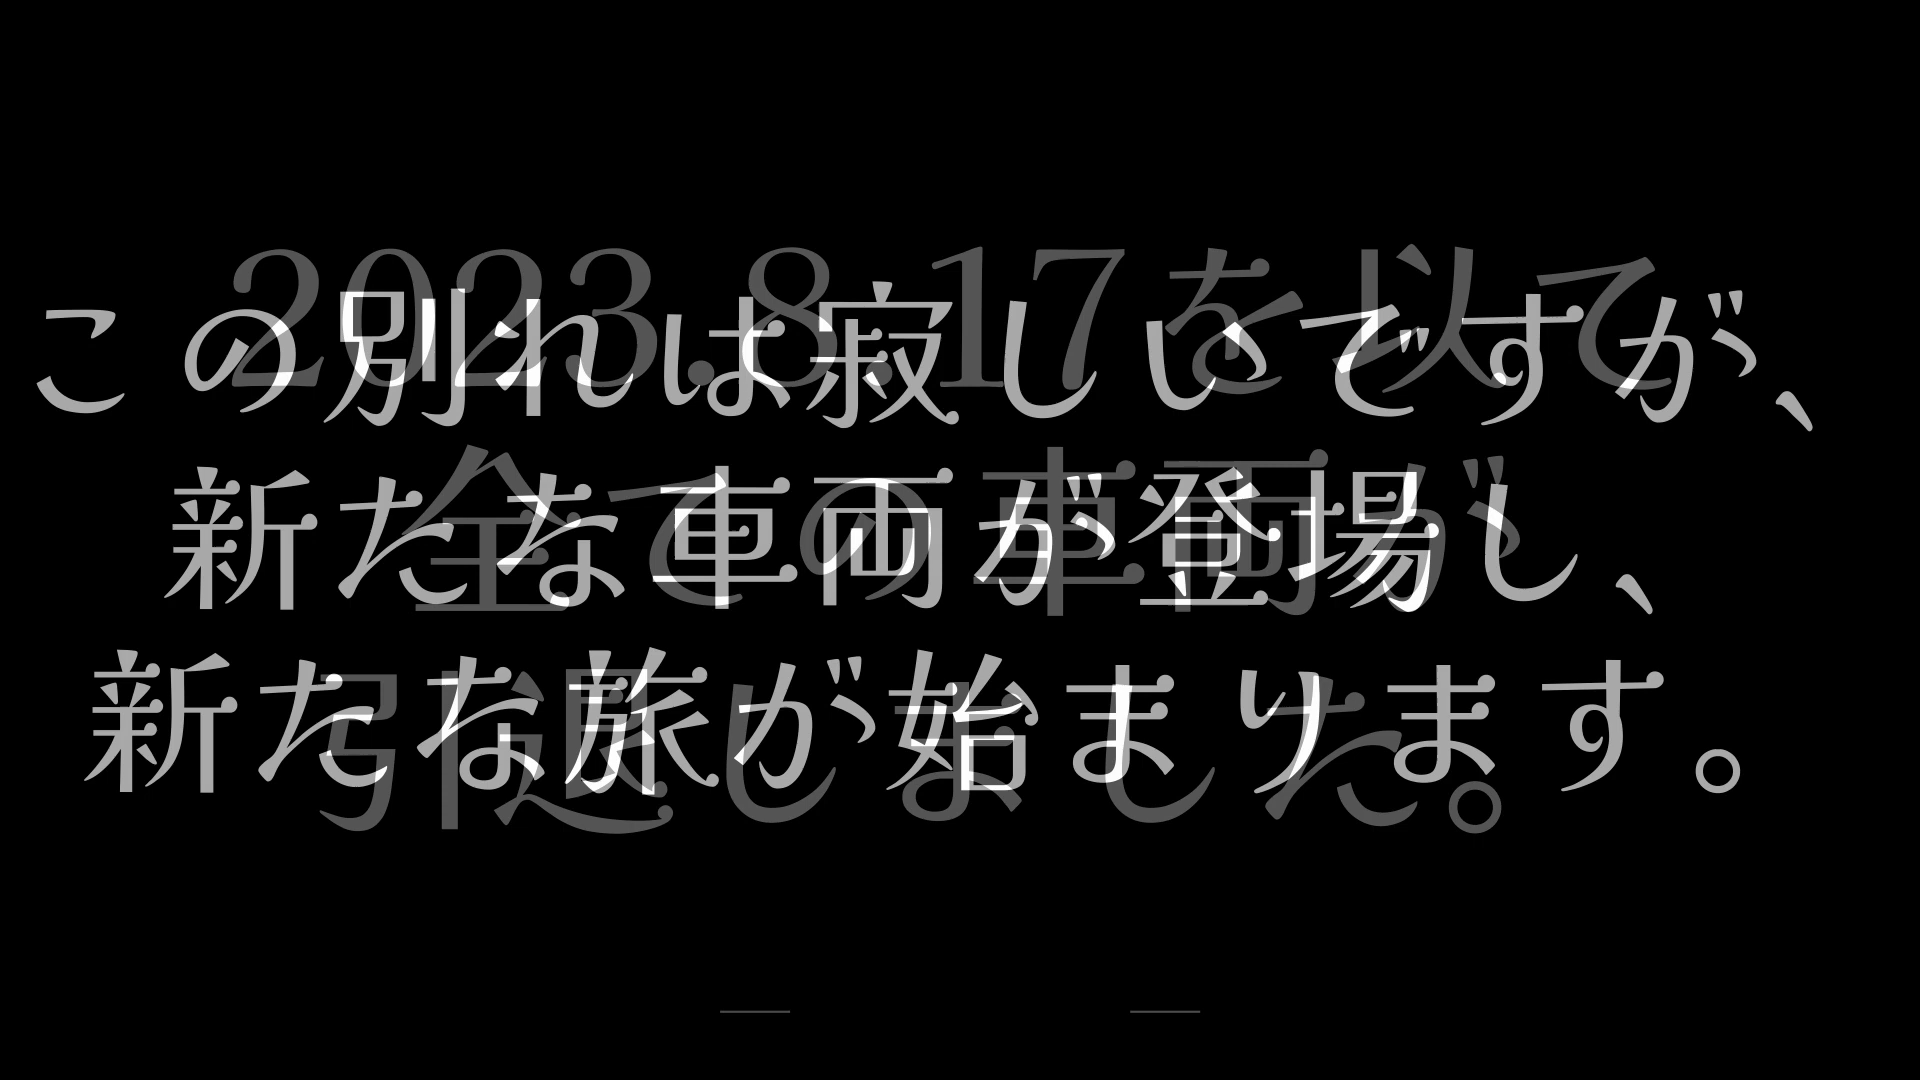 2023.8.17を以て
全ての車両が
引退しました。
この別れは寂しいですが、
新たな車両が登場し、
新たな旅が始まります。